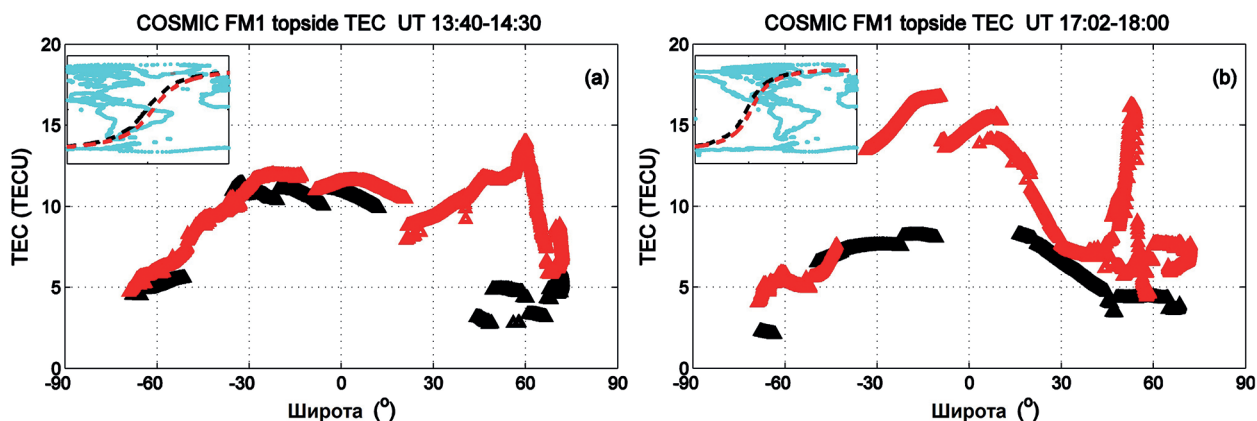 COSMIC FM1 topside TEC UT 13:40-14:30
20
15
10
5
0
TEC (TECU)
(a)
-90 -60 -30 0 30 60 90
Широта (º)
COSMIC FM1 topside TEC UT 17:02-18:00
20
15
10
5
0
TEC (TECU)
(b)
-90 -60 -30 0 30 60 90
Широта (º)